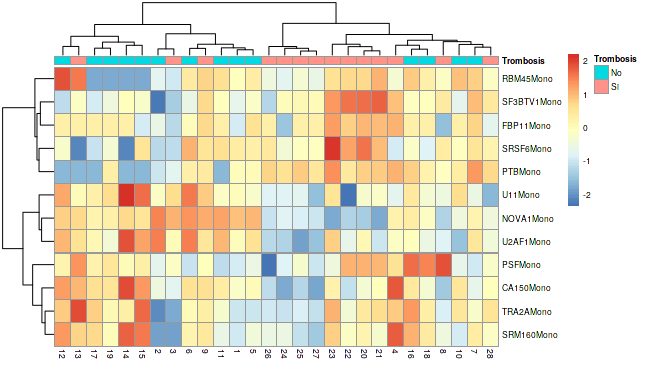 Trombosis
RBM45Mono
SF3BTV1Mono
FBP11Mono
SRSF6Mono
PTBMono
U11Mono
NOVA1Mono
U2AF1Mono
PSFMono
CA150Mono
TRA2AMono
SRM160Mono
12 13 17 19 14 15 2 3 6 9 11 1 5 26 24 25 27 23 22 20 21 4 16 18 8 10 7 28
2
1
0
-1
-2
Trombosis
No
SI